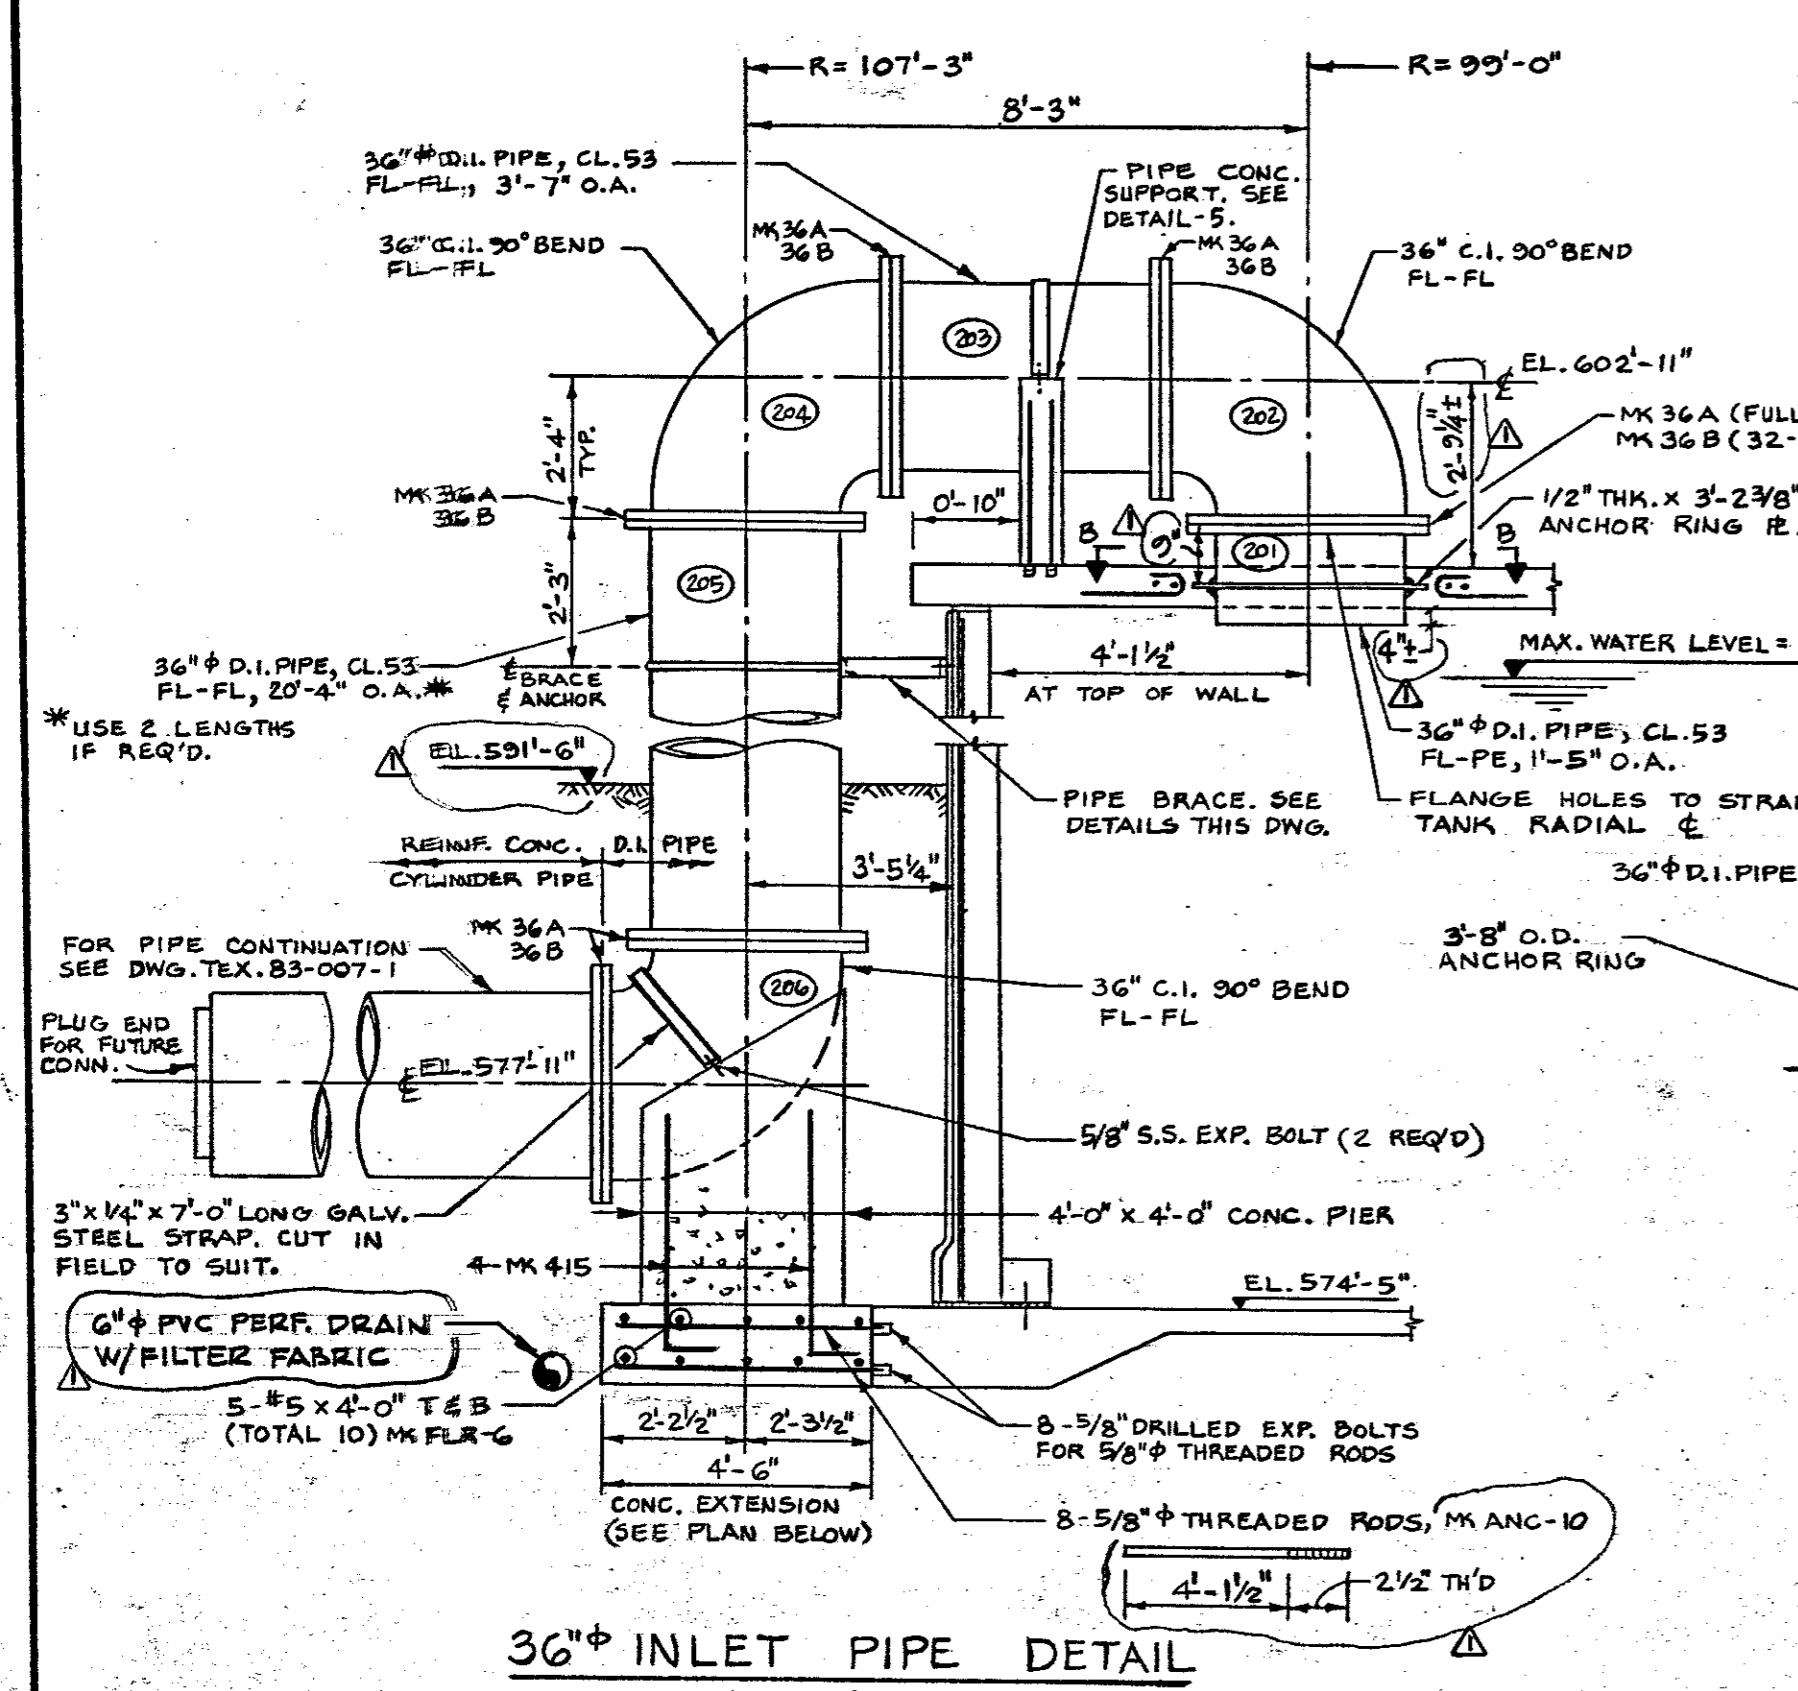 R= 107'-3"
R= 99'-0"
8'-3"
36"ϕ D.I. PIPE, CL.53
FL-FL., 3'-7" O.A.
PIPE CONC.
SUPPORT. SEE
DETAIL-5.
36" C.I. 90° BEND
FL-FL
MK 36A
36B
MK 36A
36B
36" C.I. 90° BEND
FL-FL
203
204
202
℄ EL. 602'-11"
2'-9¼"±
1
MK 36A (FULL
MK 36B (32-
2'-4"
TYP.
MK 36A
36B
0'-10"
1/2" THK. x 3'-2 3/8"
ANCHOR RING PL.
1
9"
B
B
201
205
2'-3"
36"ϕ D.I. PIPE, CL.53
FL-FL, 20'-4" O.A.*
℄ BRACE
℄ ANCHOR
4'-1½"
AT TOP OF WALL
4"±
1
MAX. WATER LEVEL =
* USE 2 LENGTHS
IF REQ'D.
1
EL. 591'-6"
36"ϕ D.I. PIPE, CL.53
FL-PE, 1'-5" O.A.
PIPE BRACE. SEE
DETAILS THIS DWG.
FLANGE HOLES TO
TANK RADIAL ℄
REINF. CONC.
CYLINDER PIPE
D.I. PIPE
3'-5¼"
36"ϕ D.I. PIPE
MK 36A
36B
FOR PIPE CONTINUATION
SEE DWG. TEX. 83-007-1
3'-8" O.D.
ANCHOR RING
206
36" C.I. 90° BEND
FL-FL
PLUG END
FOR FUTURE
CONN.
℄ EL. 577'-11"
5/8" S.S. EXP. BOLT (2 REQ'D)
3" x 1/4" x 7'-0" LONG GALV.
STEEL STRAP. CUT IN
FIELD TO SUIT.
4'-0" x 4'-0" CONC. PIER
4-MK 415
EL. 574'-5"
6"ϕ PVC PERF. DRAIN
W/FILTER FABRIC
1
5-#5 x 4'-0" T & B
(TOTAL 10) MK FLR-6
2'-2½"
2'-3½"
4'-6"
CONC. EXTENSION
(SEE PLAN BELOW)
8-5/8" DRILLED EXP. BOLTS
FOR 5/8"ϕ THREADED RODS
8-5/8"ϕ THREADED RODS, MK ANC-10
4'-1½"
2½" TH'D
1
36"ϕ INLET PIPE DETAIL